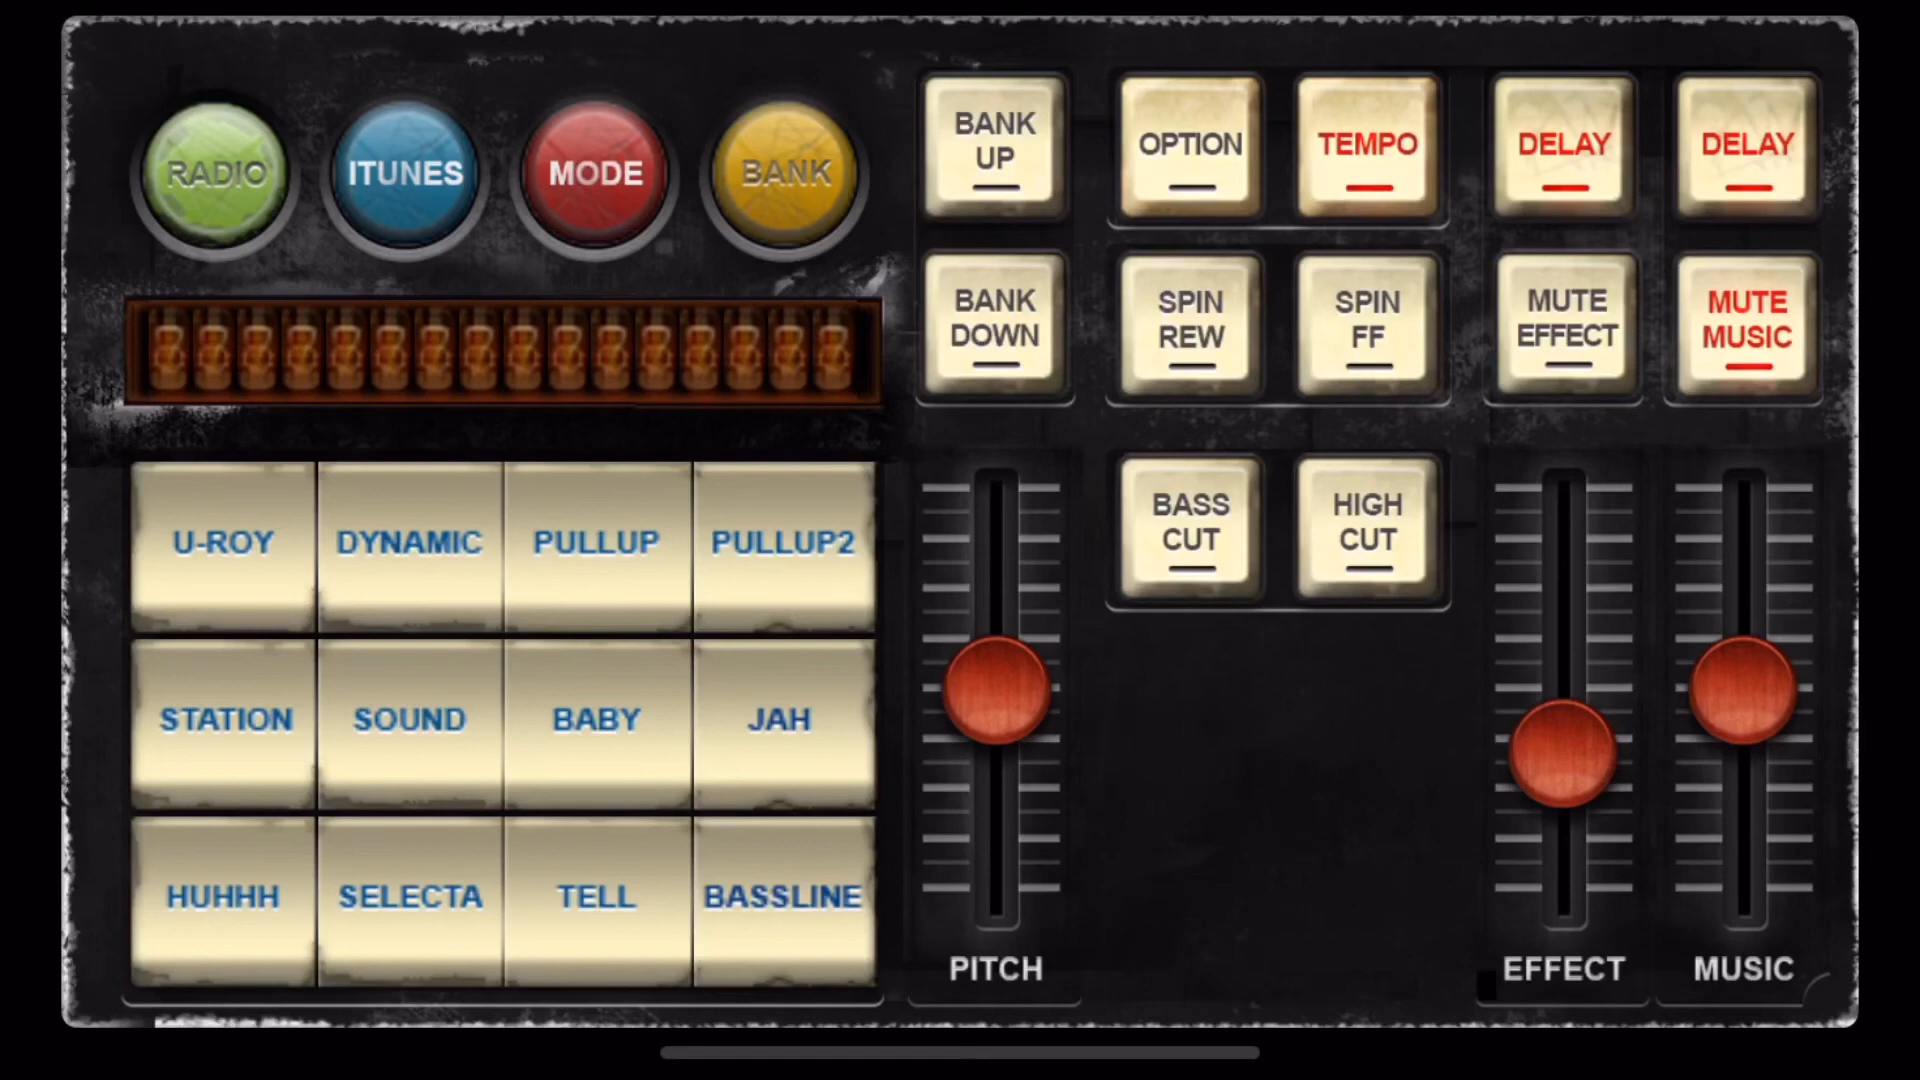 RADIO
ITUNES
MODE
BANK
BANK
UP
OPTION
TEMPO
DELAY
DELAY
BANK
DOWN
SPIN
REW
SPIN
FF
MUTE
EFFECT
MUTE
MUSIC
BASS
CUT
HIGH
CUT
U-ROY
DYNAMIC
PULLUP
PULLUP2
STATION
SOUND
BABY
JAH
HUHHH
SELECTA
TELL
BASSLINE
PITCH
EFFECT
MUSIC